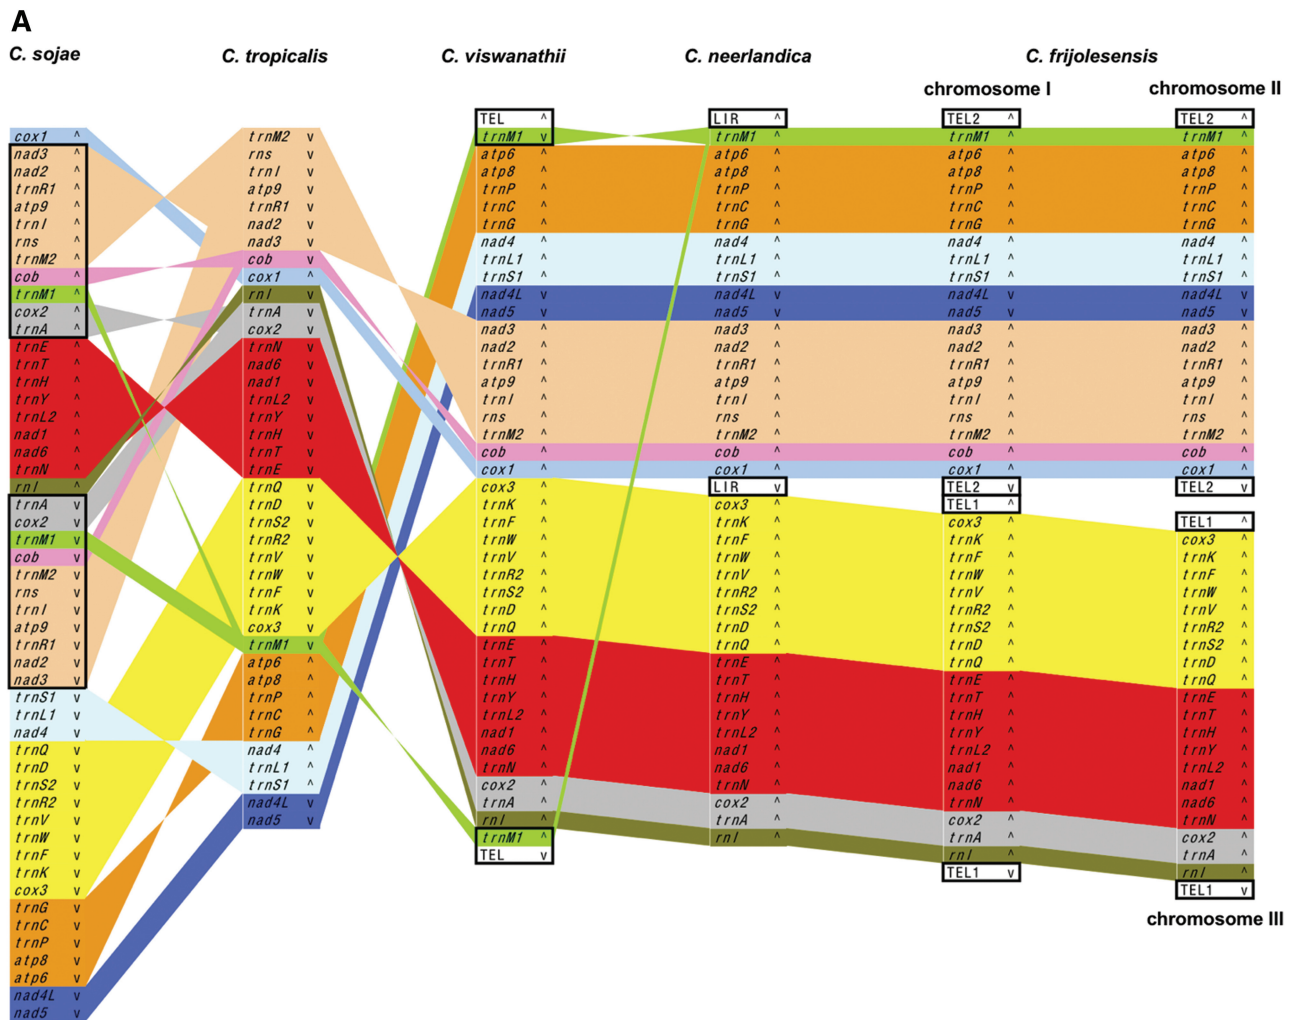 A
C. sojae
C. tropicalis
C. viswanathii
C. neerlandica
C. frijolesensis
chromosome I
chromosome II
cox1 ^
nad3 ^
nad2 ^
trnR1 ^
atp9 ^
trnI ^
rns ^
trnM2 ^
cob ^
trnM1 ^
cox2 ^
trnA ^
trnE ^
trnT ^
trnH ^
trnY ^
trnL2 ^
nad1 ^
nad6 ^
trnN ^
rnl ^
trnA v
cox2 v
trnM1 v
cob v
trnM2 v
rns v
trnI v
atp9 v
trnR1 v
nad2 v
nad3 v
trnS1 v
trnL1 v
nad4 v
trnQ v
trnD v
trnS2 v
trnR2 v
trnV v
trnW v
trnF v
trnK v
cox3 v
trnG v
trnC v
trnP v
atp8 v
atp6 v
nad4L v
nad5 v
trnM2 v
rns v
trnI v
atp9 v
trnR1 v
nad2 v
nad3 v
cob v
cox1 ^
rnl v
trnA v
cox2 v
trnN v
nad6 v
nad1 v
trnL2 v
trnY v
trnH v
trnT v
trnE v
trnQ v
trnD v
trnS2 v
trnR2 v
trnV v
trnW v
trnF v
trnK v
cox3 v
trnM1 v
atp6 ^
atp8 ^
trnP ^
trnC ^
trnG ^
nad4 ^
trnL1 ^
trnS1 ^
nad4L v
nad5 v
TEL ^
trnM1 v
atp6 ^
atp8 ^
trnP ^
trnC ^
trnG ^
nad4 ^
trnL1 ^
trnS1 ^
nad4L v
nad5 v
nad3 ^
nad2 ^
trnR1 ^
atp9 ^
trnI ^
rns ^
trnM2 ^
cob ^
cox1 ^
cox3 ^
trnK ^
trnF ^
trnW ^
trnV ^
trnR2 ^
trnS2 ^
trnD ^
trnQ ^
trnE ^
trnT ^
trnH ^
trnY ^
trnL2 ^
nad1 ^
nad6 ^
trnN ^
cox2 ^
trnA ^
rnl ^
trnM1 ^
TEL v
LIR ^
trnM1 ^
atp6 ^
atp8 ^
trnP ^
trnC ^
trnG ^
nad4 ^
trnL1 ^
trnS1 ^
nad4L v
nad5 v
nad3 ^
nad2 ^
trnR1 ^
atp9 ^
trnI ^
rns ^
trnM2 ^
cob ^
cox1 ^
LIR v
cox3 ^
trnK ^
trnF ^
trnW ^
trnV ^
trnR2 ^
trnS2 ^
trnD ^
trnQ ^
trnE ^
trnT ^
trnH ^
trnY ^
trnL2 ^
nad1 ^
nad6 ^
trnN ^
cox2 ^
trnA ^
rnl ^
TEL2 ^
trnM1 ^
atp6 ^
atp8 ^
trnP ^
trnC ^
trnG ^
nad4 ^
trnL1 ^
trnS1 ^
nad4L v
nad5 v
nad3 ^
nad2 ^
trnR1 ^
atp9 ^
trnI ^
rns ^
trnM2 ^
cob ^
cox1 ^
TEL2 v
TEL1 ^
cox3 ^
trnK ^
trnF ^
trnW ^
trnV ^
trnR2 ^
trnS2 ^
trnD ^
trnQ ^
trnE ^
trnT ^
trnH ^
trnY ^
trnL2 ^
nad1 ^
nad6 ^
trnN ^
cox2 ^
trnA ^
rnl ^
TEL1 v
TEL2 ^
trnM1 ^
atp6 ^
atp8 ^
trnP ^
trnC ^
trnG ^
nad4 ^
trnL1 ^
trnS1 ^
nad4L v
nad5 v
nad3 ^
nad2 ^
trnR1 ^
atp9 ^
trnI ^
rns ^
trnM2 ^
cob ^
cox1 ^
TEL2 v
TEL1 ^
cox3 ^
trnK ^
trnF ^
trnW ^
trnV ^
trnR2 ^
trnS2 ^
trnD ^
trnQ ^
trnE ^
trnT ^
trnH ^
trnY ^
trnL2 ^
nad1 ^
nad6 ^
trnN ^
cox2 ^
trnA ^
rnl ^
TEL1 v
chromosome III